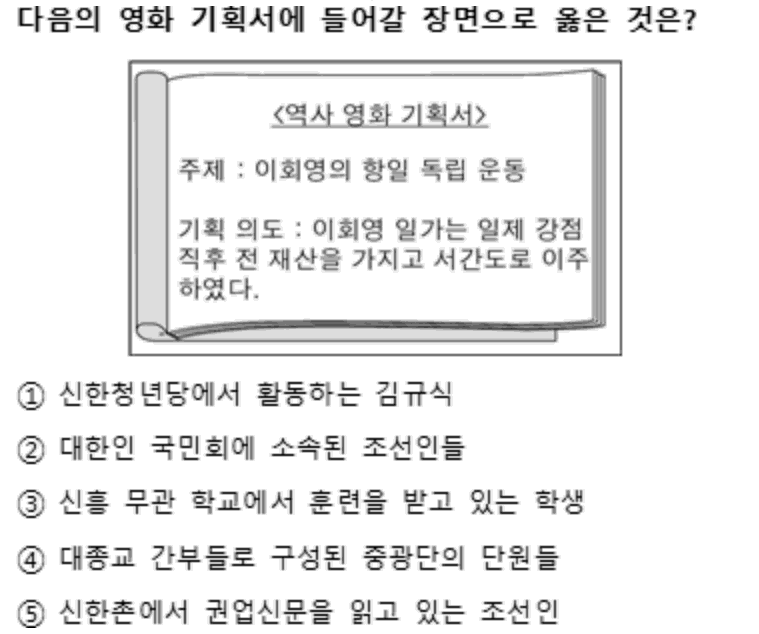 다음의 영화 기획서에 들어갈 장면으로 옳은 것은?
<역사 영화 기획서>
주제 : 이회영의 항일 독립 운동
기획 의도 : 이회영 일가는 일제 강점
직후 전 재산을 가지고 서간도로 이주
하였다.
① 신한청년당에서 활동하는 김규식
② 대한인 국민회에 소속된 조선인들
③ 신흥 무관 학교에서 훈련을 받고 있는 학생
④ 대종교 간부들로 구성된 중광단의 단원들
⑤ 신한촌에서 권업신문을 읽고 있는 조선인